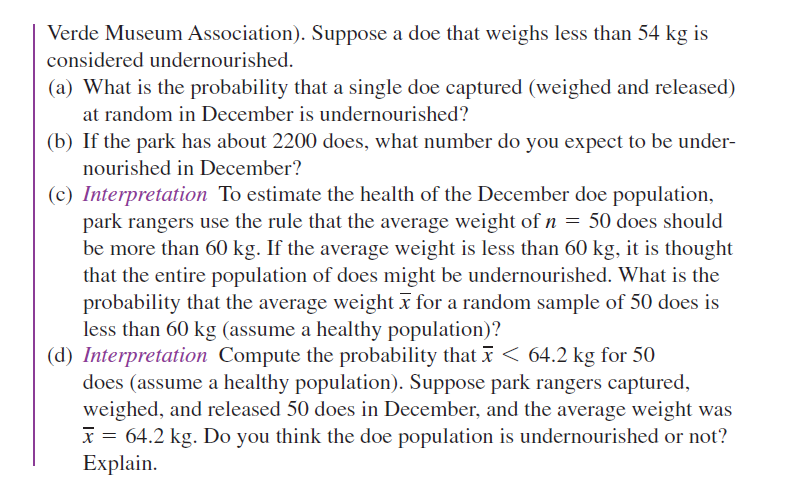 Verde Museum Association). Suppose a doe that weighs less than 54 kg is
considered undernourished.
(a) What is the probability that a single doe captured (weighed and released)
at random in December is undernourished?
(b) If the park has about 2200 does, what number do you expect to be under-
nourished in December?
(c) Interpretation To estimate the health of the December doe population,
park rangers use the rule that the average weight of n = 50 does should
be more than 60 kg. If the average weight is less than 60 kg, it is thought
that the entire population of does might be undernourished. What is the
probability that the average weight x̅ for a random sample of 50 does is
less than 60 kg (assume a healthy population)?
(d) Interpretation Compute the probability that x̅ < 64.2 kg for 50
does (assume a healthy population). Suppose park rangers captured,
weighed, and released 50 does in December, and the average weight was
x̅ = 64.2 kg. Do you think the doe population is undernourished or not?
Explain.